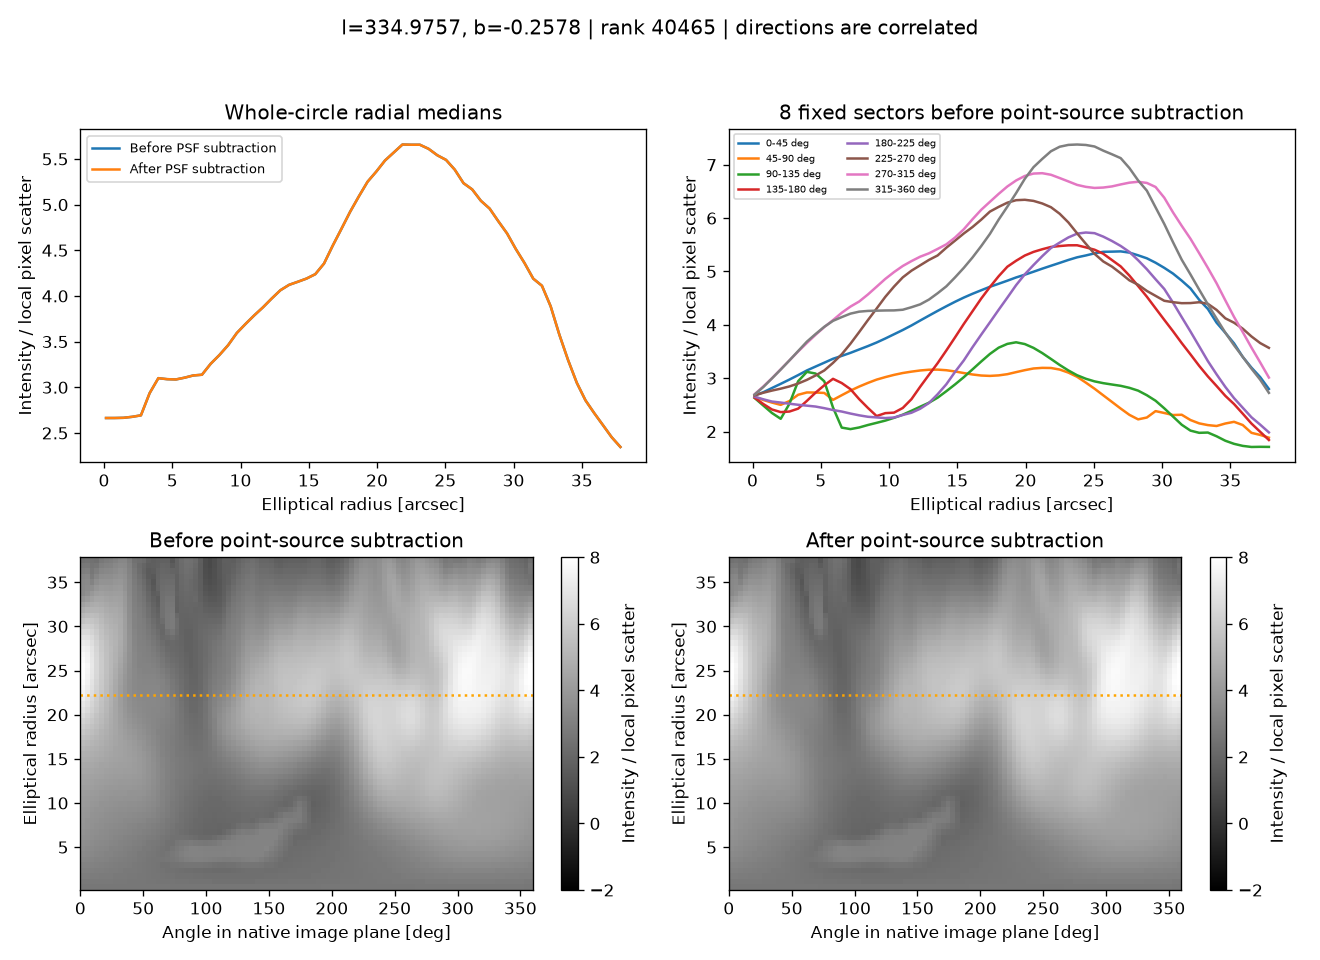 l=334.9757, b=-0.2578 | rank 40465 | directions are correlated
Whole-circle radial medians
Before PSF subtraction
After PSF subtraction
5.5
5.0
4.5
4.0
3.5
3.0
2.5
Intensity / local pixel scatter
0 5 10 15 20 25 30 35
Elliptical radius [arcsec]
8 fixed sectors before point-source subtraction
0-45 deg
45-90 deg
90-135 deg
135-180 deg
180-225 deg
225-270 deg
270-315 deg
315-360 deg
7
6
5
4
3
2
Intensity / local pixel scatter
0 5 10 15 20 25 30 35
Elliptical radius [arcsec]
Before point-source subtraction
35
30
25
20
15
10
5
Elliptical radius [arcsec]
0 50 100 150 200 250 300 350
Angle in native image plane [deg]
8
6
4
2
0
−2
Intensity / local pixel scatter
After point-source subtraction
35
30
25
20
15
10
5
Elliptical radius [arcsec]
0 50 100 150 200 250 300 350
Angle in native image plane [deg]
8
6
4
2
0
−2
Intensity / local pixel scatter